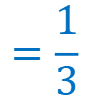 = 1/3